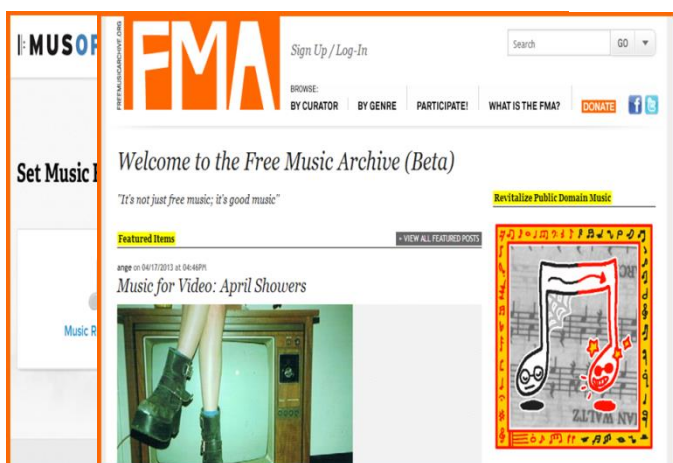 MUSOP
Set Music
Music R
FREEMUSICARCHIVE.ORG
FMA
Sign Up / Log-In
Search
GO
BROWSE:
BY CURATOR
BY GENRE
PARTICIPATE!
WHAT IS THE FMA?
DONATE
Welcome to the Free Music Archive (Beta)
"It's not just free music; it's good music"
Revitalize Public Domain Music
Featured Items
+ VIEW ALL FEATURED POSTS
ange on 04/17/2013 at 04:46PM
Music for Video: April Showers